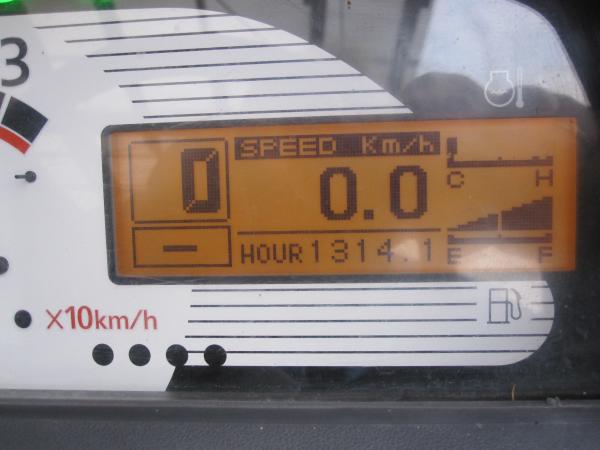 3
SPEED Km/h
0
0.0
C H
-
HOUR 1314.1
E F
X10km/h